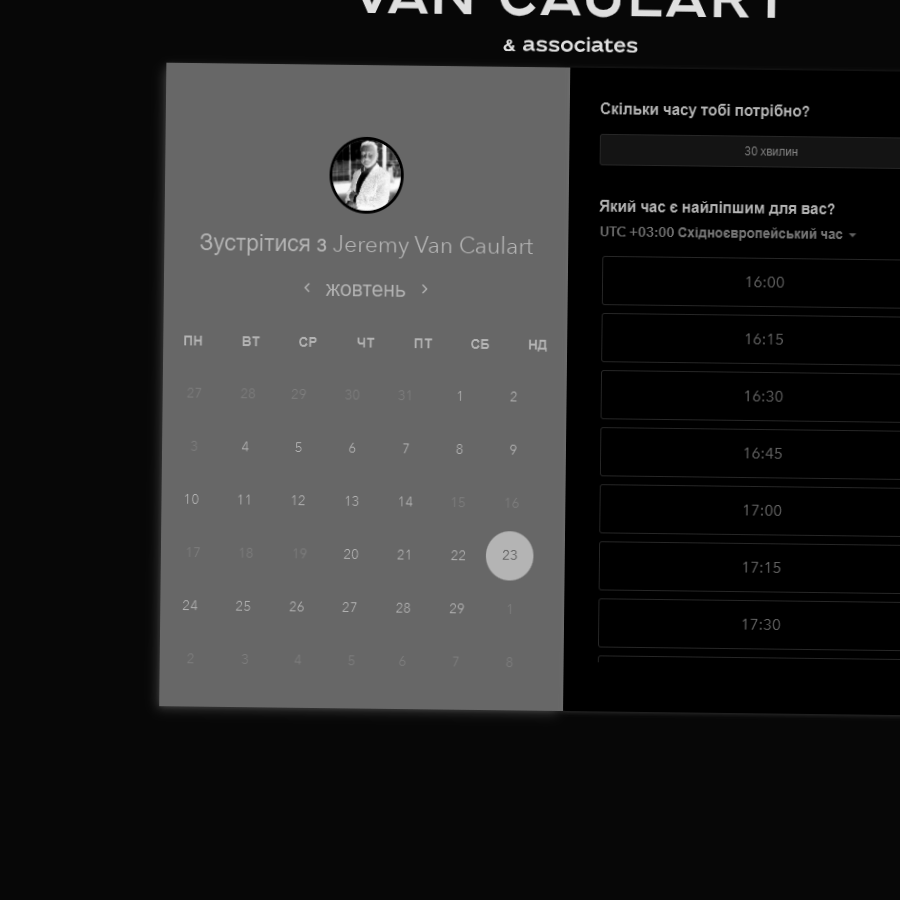 VAN CAULART
& associates
Зустрітися з Jeremy Van Caulart
жовтень
ПН ВТ СР ЧТ ПТ СБ НД
27 28 29 30 31 1 2
3 4 5 6 7 8 9
10 11 12 13 14 15 16
17 18 19 20 21 22 23
24 25 26 27 28 29 1
2 3 4 5 6 7 8
Скільки часу тобі потрібно?
30 хвилин
Який час є найліпшим для вас?
UTC +03:00 Східноєвропейський час
16:00
16:15
16:30
16:45
17:00
17:15
17:30